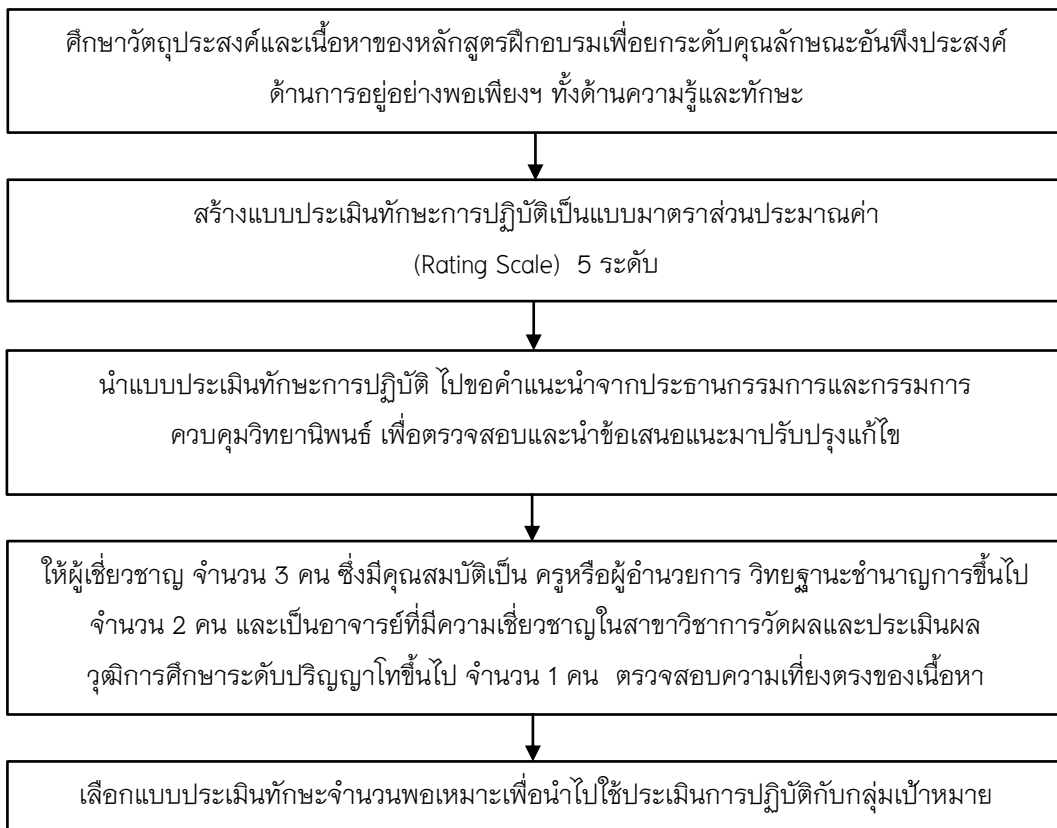 ศึกษาวัตถุประสงค์และเนื้อหาของหลักสูตรฝึกอบรมเพื่อยกระดับคุณลักษณะอันพึงประสงค์
ด้านการอยู่อย่างพอเพียงฯ ทั้งด้านความรู้และทักษะ
สร้างแบบประเมินทักษะการปฏิบัติเป็นแบบมาตราส่วนประมาณค่า
(Rating Scale) 5 ระดับ
นำแบบประเมินทักษะการปฏิบัติ ไปขอคำแนะนำจากประธานกรรมการและกรรมการ
ควบคุมวิทยานิพนธ์ เพื่อตรวจสอบและนำข้อเสนอแนะมาปรับปรุงแก้ไข
ให้ผู้เชี่ยวชาญ จำนวน 3 คน ซึ่งมีคุณสมบัติเป็น ครูหรือผู้อำนวยการ วิทยฐานะชำนาญการขึ้นไป
จำนวน 2 คน และเป็นอาจารย์ที่มีความเชี่ยวชาญในสาขาวิชาการวัดผลและประเมินผล
วุฒิการศึกษาระดับปริญญาโทขึ้นไป จำนวน 1 คน ตรวจสอบความเที่ยงตรงของเนื้อหา
เลือกแบบประเมินทักษะจำนวนพอเหมาะเพื่อนำไปใช้ประเมินการปฏิบัติกับกลุ่มเป้าหมาย